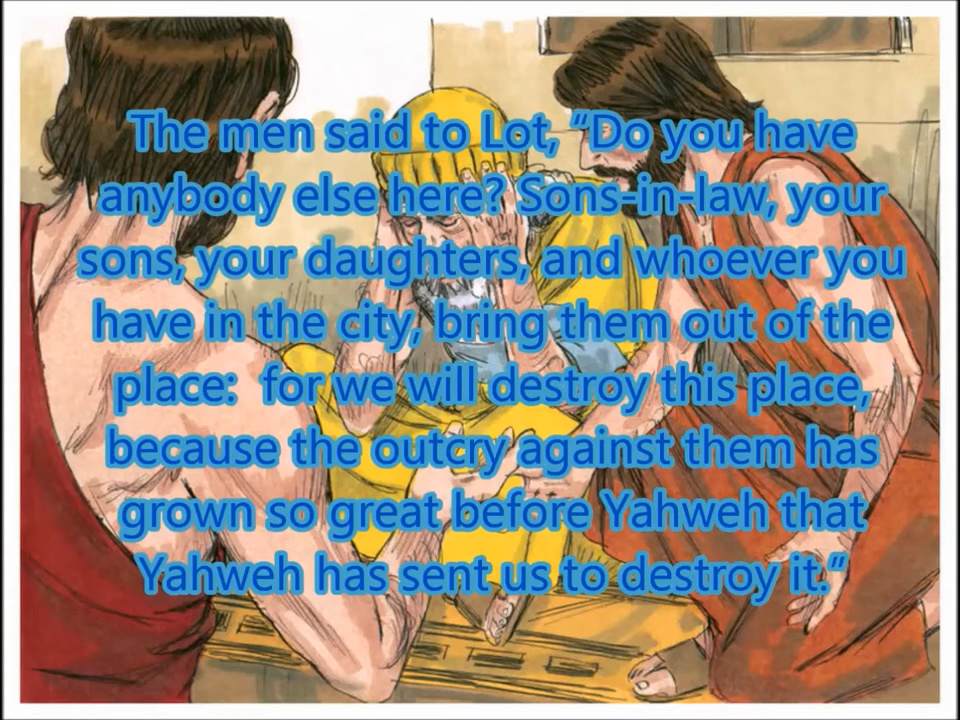 The men said to Lot, “Do you have
anybody else here? Sons-in-law, your
sons, your daughters, and whoever you
have in the city, bring them out of the
place:  for we will destroy this place,
because the outcry against them has
grown so great before Yahweh that
Yahweh has sent us to destroy it.”